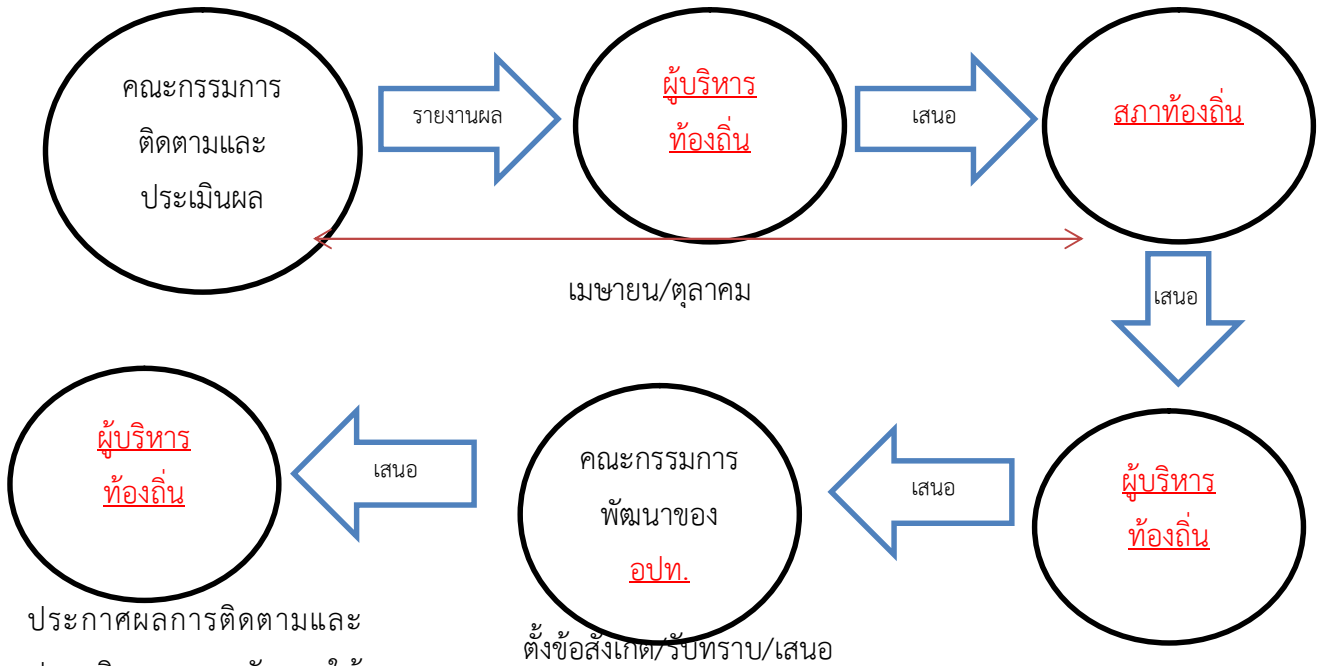 คณะกรรมการ
ติดตามและ
ประเมินผล
รายงานผล
ผู้บริหาร
ท้องถิ่น
เสนอ
สภาท้องถิ่น
เมษายน/ตุลาคม
เสนอ
ผู้บริหาร
ท้องถิ่น
เสนอ
คณะกรรมการ
พัฒนาของ
อปท.
ตั้งข้อสังเกต/รับทราบ/เสนอ
เสนอ
ผู้บริหาร
ท้องถิ่น
ประกาศผลการติดตามและ